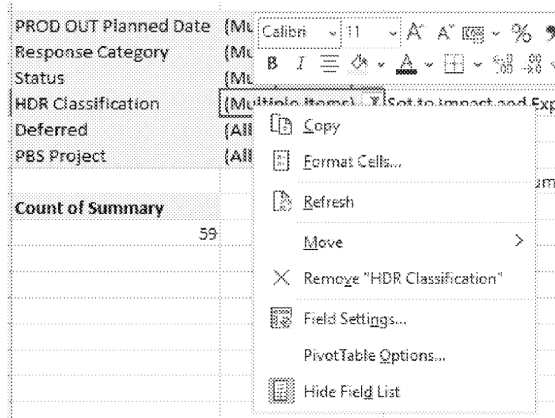 PROD OUT Planned Date (Mu
Calibri 11 A^ A˅ %
Response Category (Mu
B I A
Status (Mu
HDR Classification (Multiple Items) Set to Impact and Exp
Deferred (All
PBS Project (All
Copy
Format Cells...
um
Refresh
Count of Summary
59
Move
Remove "HDR Classification"
Field Settings...
PivotTable Options...
Hide Field List